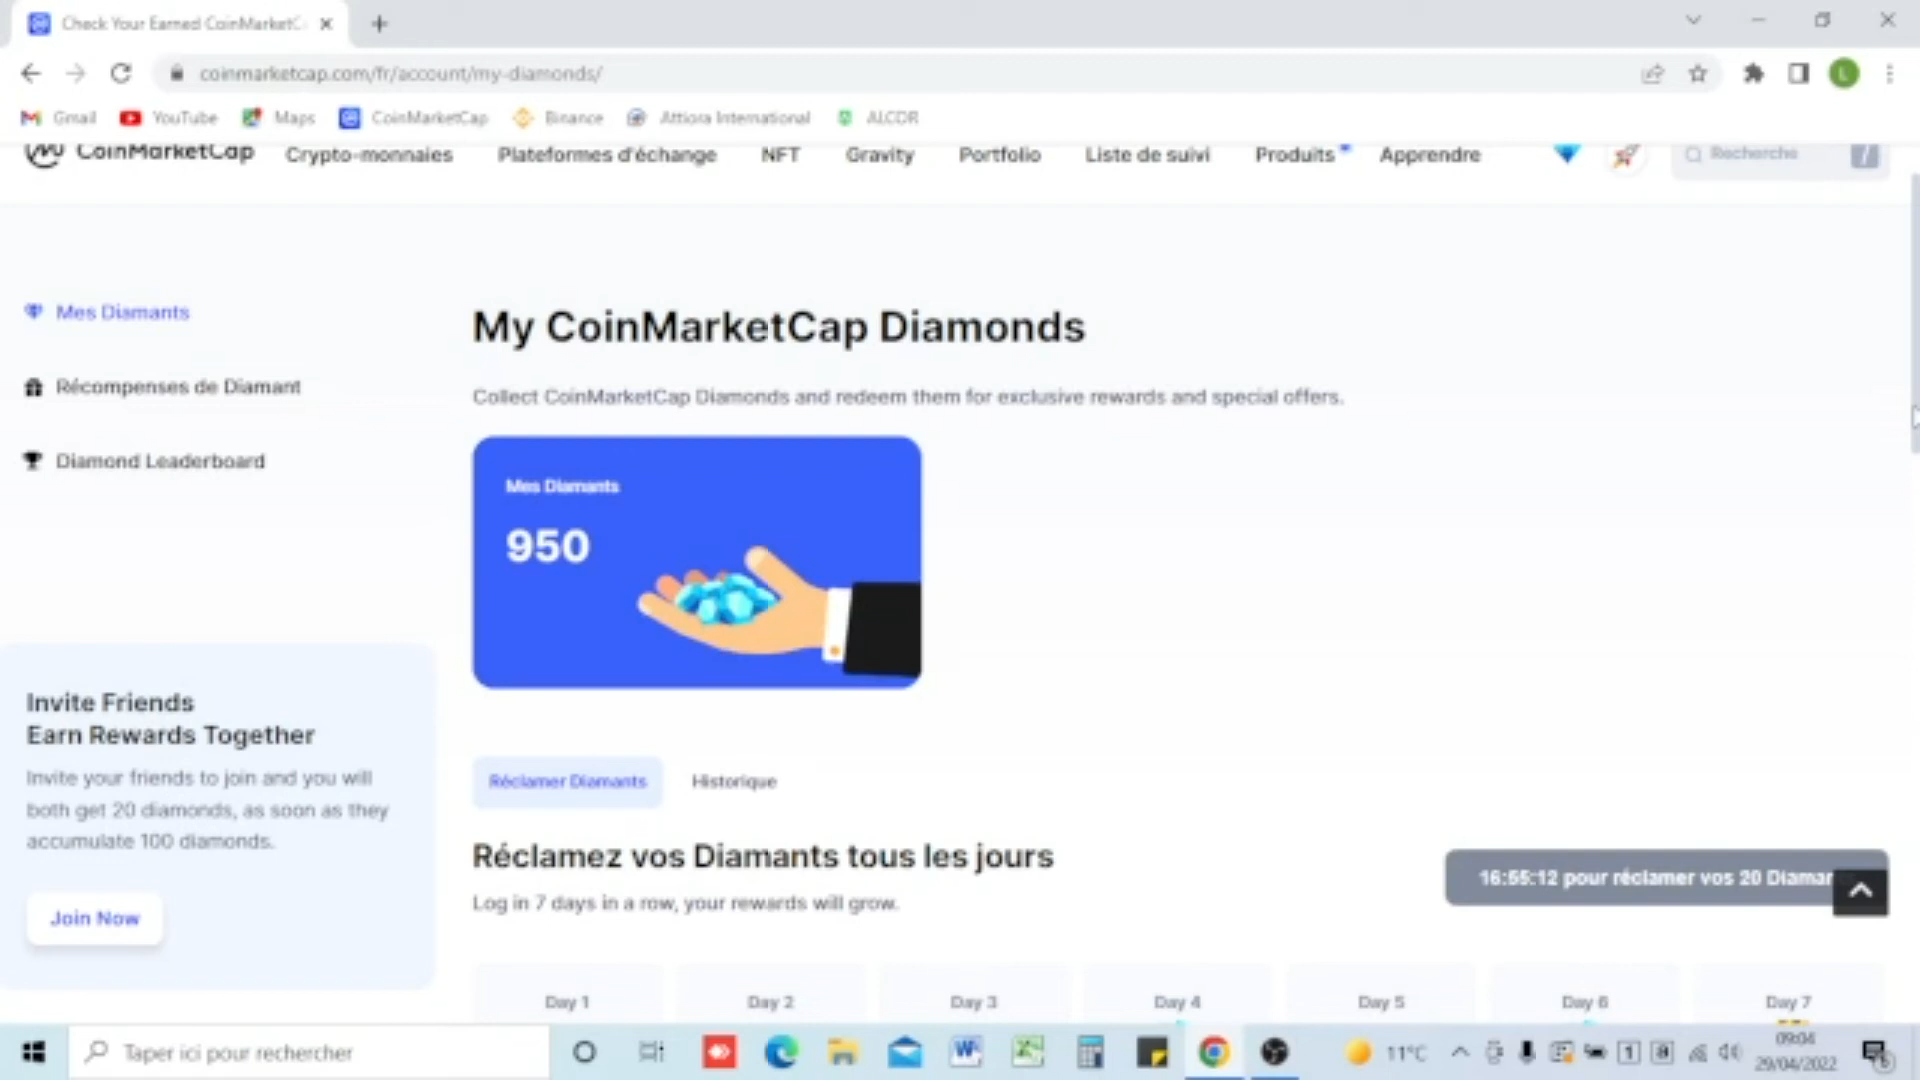 Check Your Earned CoinMarketC
coinmarketcap.com/fr/account/my-diamonds/
L
Gmail YouTube Maps CoinMarketCap Binance Attiora International ALCOR
CoinMarketCap Crypto-monnaies Plateformes d'échange NFT Gravity Portfolio Liste de suivi Produits Apprendre Recherche /
Mes Diamants
Récompenses de Diamant
Diamond Leaderboard
My CoinMarketCap Diamonds
Collect CoinMarketCap Diamonds and redeem them for exclusive rewards and special offers.
Mes Diamants
950
Invite Friends
Earn Rewards Together
Invite your friends to join and you will
both get 20 diamonds, as soon as they
accumulate 100 diamonds.
Join Now
Réclamer Diamants Historique
Réclamez vos Diamants tous les jours
Log in 7 days in a row, your rewards will grow.
16:55:12 pour réclamer vos 20 Diaman
Day 1 Day 2 Day 3 Day 4 Day 5 Day 6 Day 7
Taper ici pour rechercher
11°C
09:04
29/04/2022